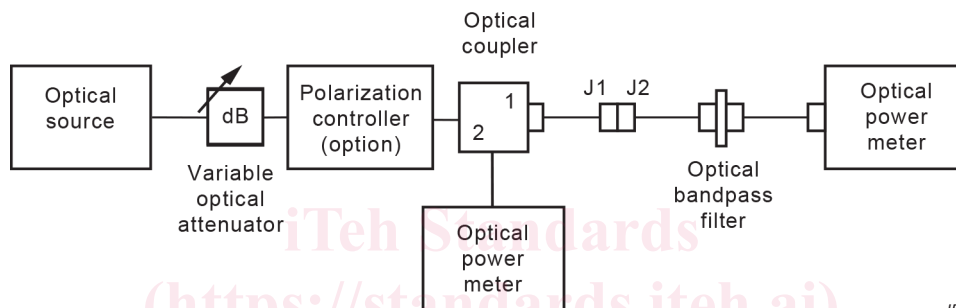 Optical
coupler
Optical
source
dB
Variable
optical
attenuator
Polarization
controller
(option)
1
2
J1 J2
Optical
bandpass
filter
Optical
power
meter
Optical
power
meter
iTeh Standards
(https://standards.iteh.ai)